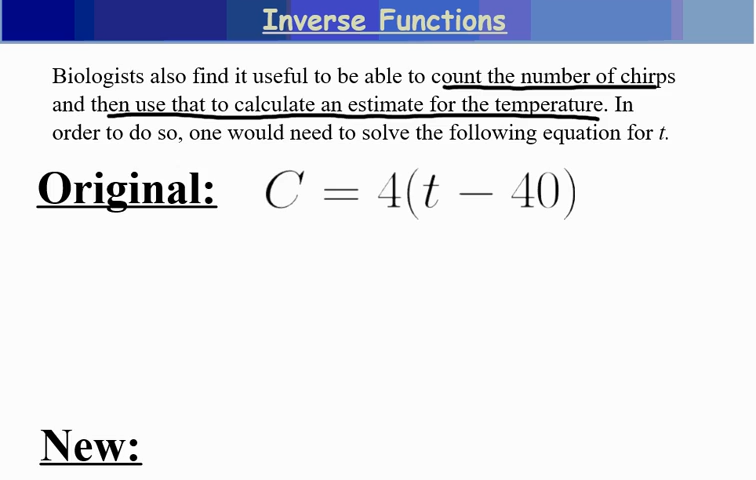 Inverse Functions
Biologists also find it useful to be able to count the number of chirps
and then use that to calculate an estimate for the temperature. In
order to do so, one would need to solve the following equation for t.
Original: C = 4(t − 40)
New: